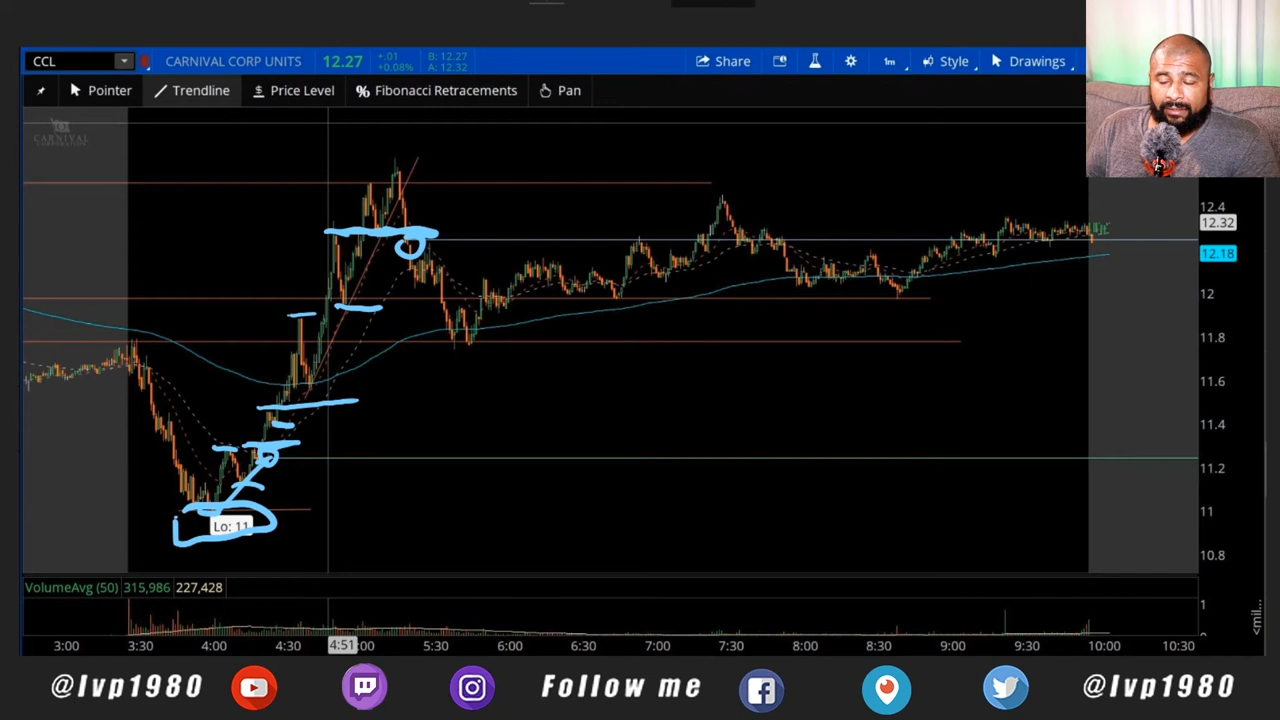 CCL CARNIVAL CORP UNITS 12.27 +.01 +0.08% B: 12.27 A: 12.32 Share 1m Style Drawings
Pointer Trendline Price Level Fibonacci Retracements Pan
CARNIVAL
12.4
12.32
12.18
12
11.8
11.6
11.4
11.2
11
10.8
Lo: 11
VolumeAvg (50) 315,986 227,428
1
<mil...
3:00 3:30 4:00 4:30 4:51 :00 5:30 6:00 6:30 7:00 7:30 8:00 8:30 9:00 9:30 10:00 10:30
@lvp1980 Follow me @lvp1980